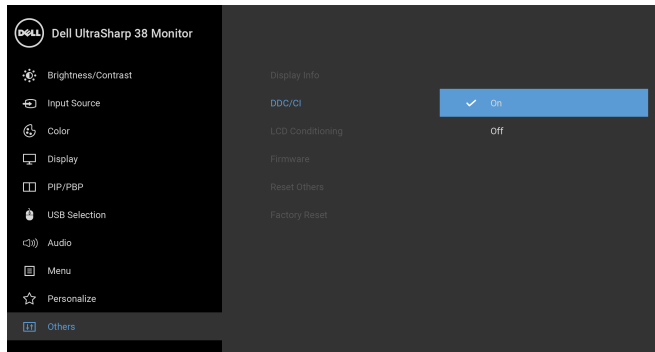 DELL
Dell UltraSharp 38 Monitor
Brightness/Contrast
Input Source
Color
Display
PIP/PBP
USB Selection
Audio
Menu
Personalize
Others
Display Info
DDC/CI
LCD Conditioning
Firmware
Reset Others
Factory Reset
On
Off